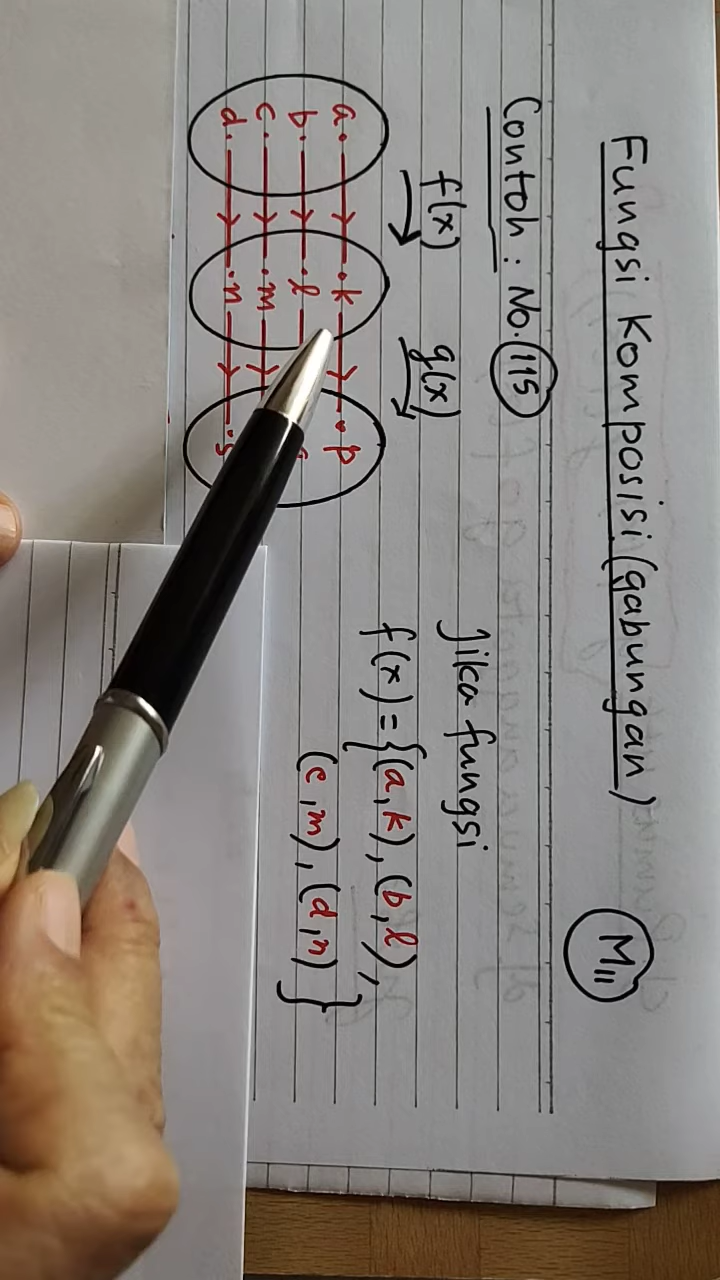 Fungsi Komposisi (gabungan)
M11
Contoh : No. 115
f(x) g(x)
a. .k .p
b. .l
c. .m
d. .n .s
jika fungsi
f(x) = {(a,k), (b,l),
(c,m), (d,n)}